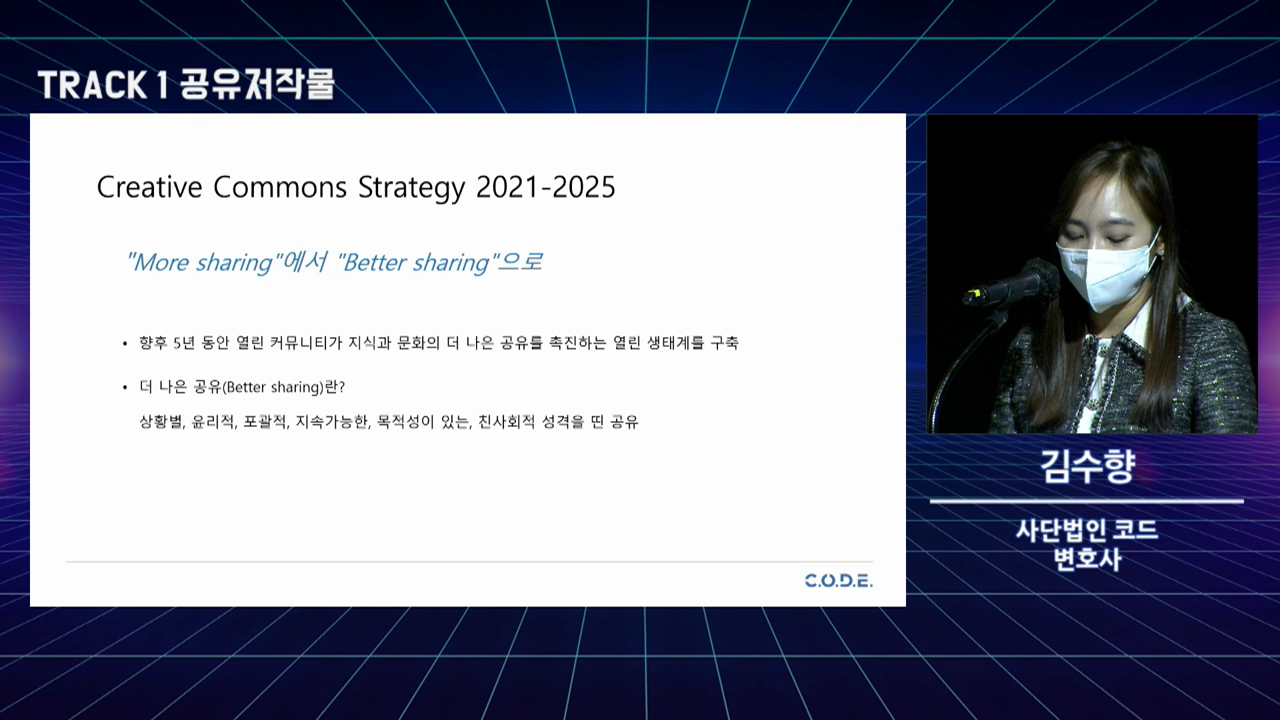 TRACK 1 공유저작물
Creative Commons Strategy 2021-2025
"More sharing"에서 "Better sharing"으로
• 향후 5년 동안 열린 커뮤니티가 지식과 문화의 더 나은 공유를 촉진하는 열린 생태계를 구축
• 더 나은 공유(Better sharing)란?
상황별, 윤리적, 포괄적, 지속가능한, 목적성이 있는, 친사회적 성격을 띤 공유
C.O.D.E.
김수향
사단법인 코드
변호사